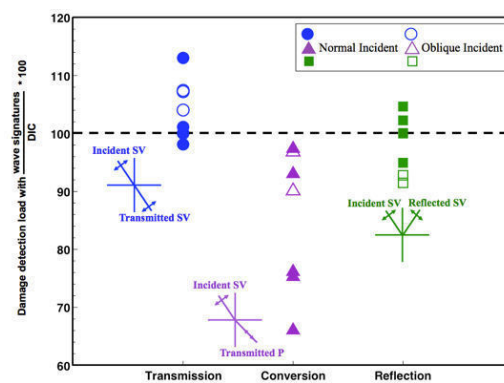 Damage detection load with wave signatures / DIC * 100
130
120
110
100
90
80
70
60
Normal Incident
Oblique Incident
Incident SV
Transmitted SV
Incident SV
Transmitted P
Incident SV
Reflected SV
Transmission
Conversion
Reflection